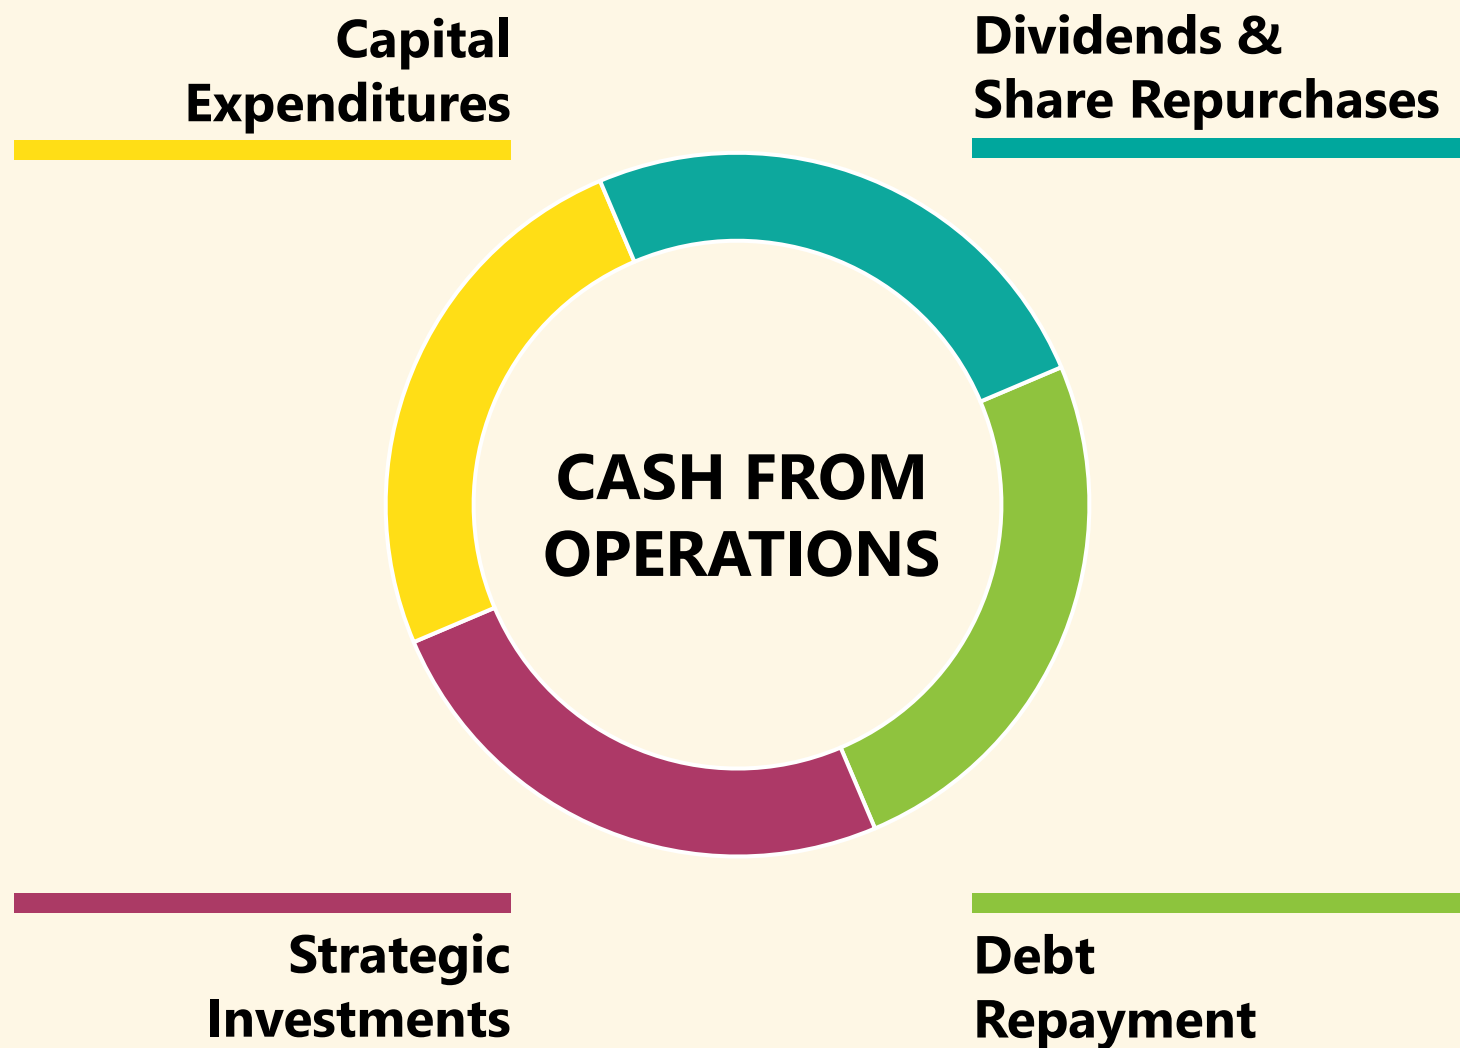 Capital
Expenditures
Dividends &
Share Repurchases
CASH FROM
OPERATIONS
Strategic
Investments
Debt
Repayment